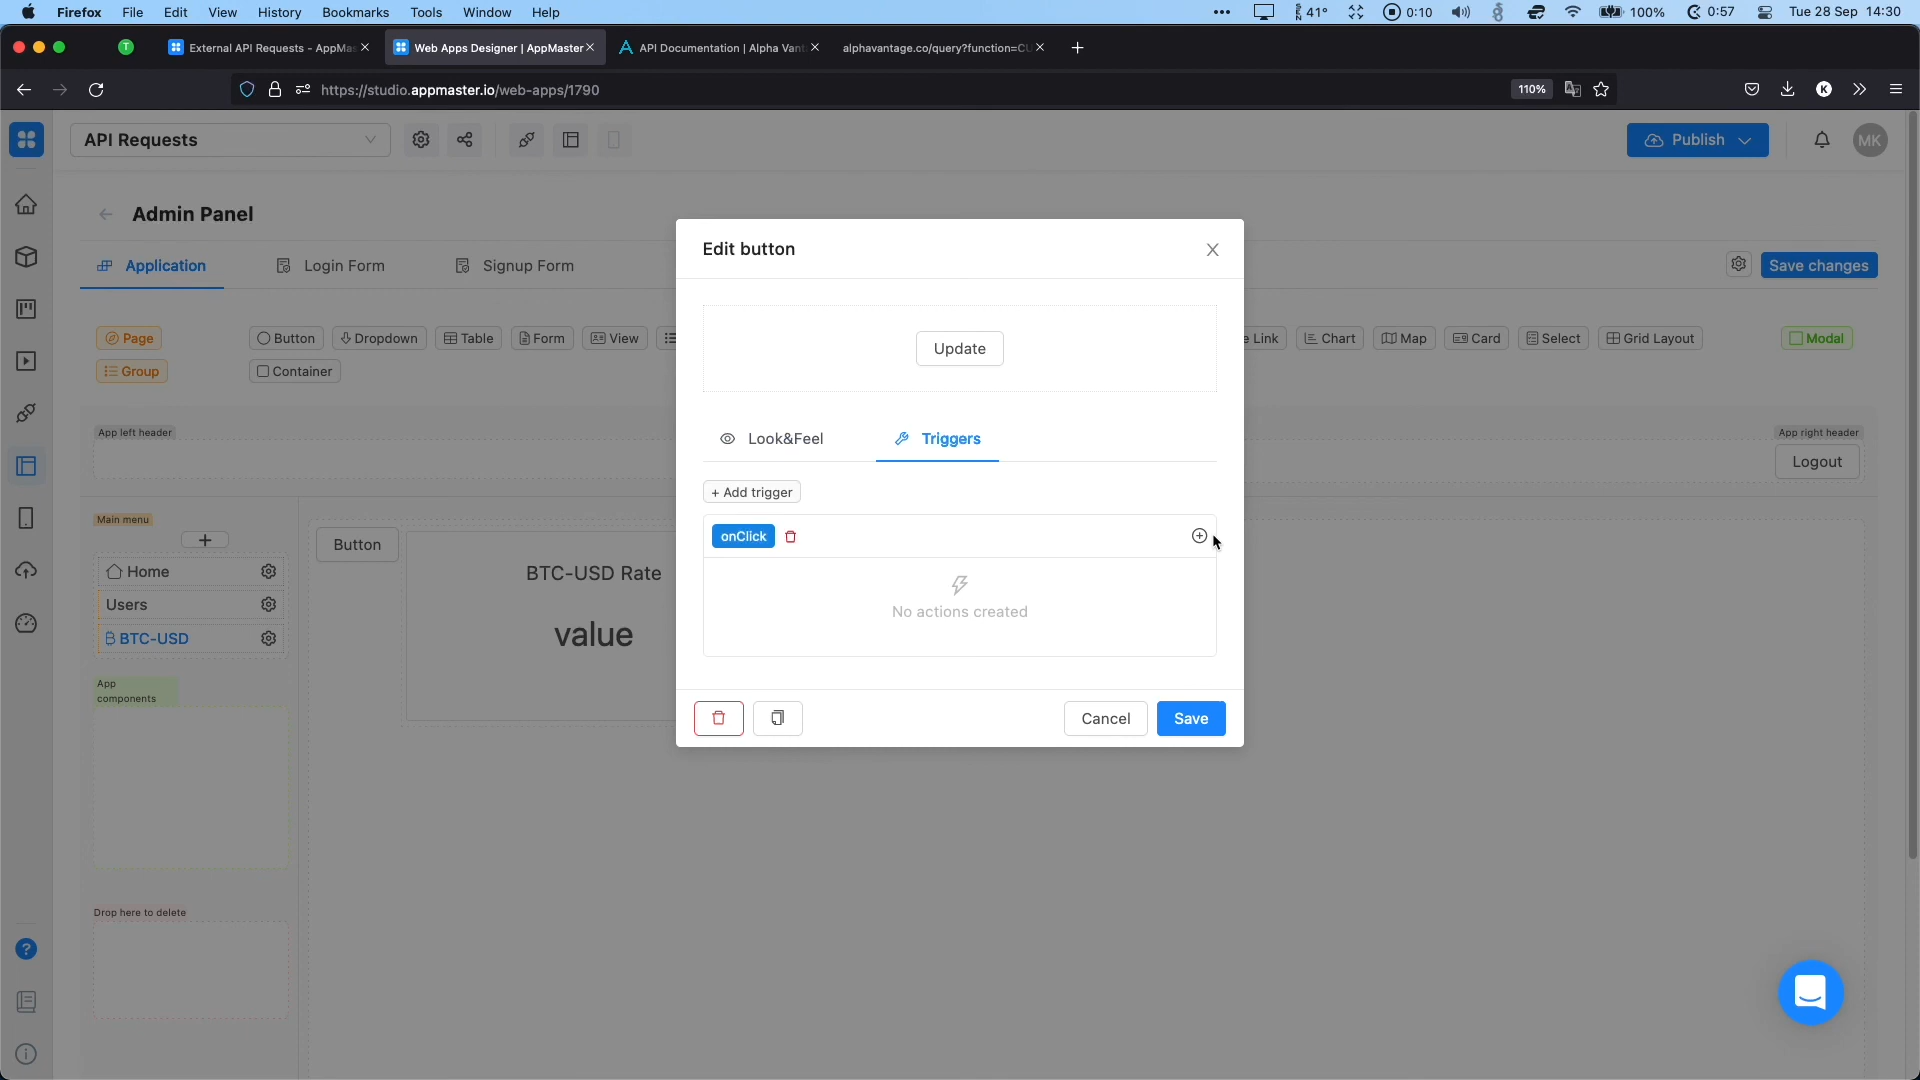 Firefox File Edit View History Bookmarks Tools Window Help
41° 0:10 100% 0:57 Tue 28 Sep 14:30
T External API Requests - AppMas Web Apps Designer | AppMaster API Documentation | Alpha Vant alphavantage.co/query?function=CU
https://studio.appmaster.io/web-apps/1790 110% K
API Requests Publish MK
Admin Panel
Application Login Form Signup Form Save changes
Page Button Dropdown Table Form View e Link Chart Map Card Select Grid Layout Modal
Group Container
App left header App right header
Logout
Main menu
Home
Users
BTC-USD
App
components
Drop here to delete
Button
BTC-USD Rate
value
Edit button
Update
Look&Feel Triggers
+ Add trigger
onClick
No actions created
Cancel Save